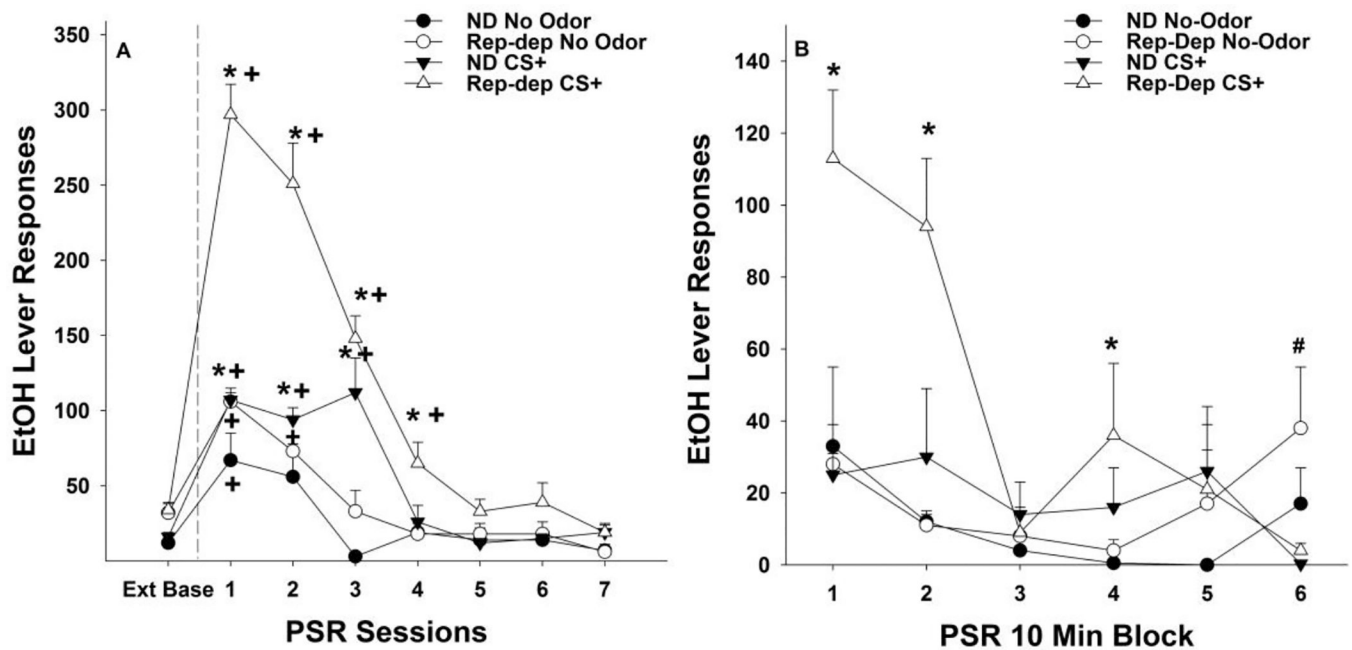 A
ND No Odor
Rep-dep No Odor
ND CS+
Rep-dep CS+
EtOH Lever Responses
350
300
250
200
150
100
50
* +
* +
* +
* +
* +
* +
* +
+
+
+
Ext Base 1 2 3 4 5 6 7
PSR Sessions
B
ND No-Odor
Rep-Dep No-Odor
ND CS+
Rep-Dep CS+
EtOH Lever Responses
140
120
100
80
60
40
20
0
*
*
*
#
1 2 3 4 5 6
PSR 10 Min Block